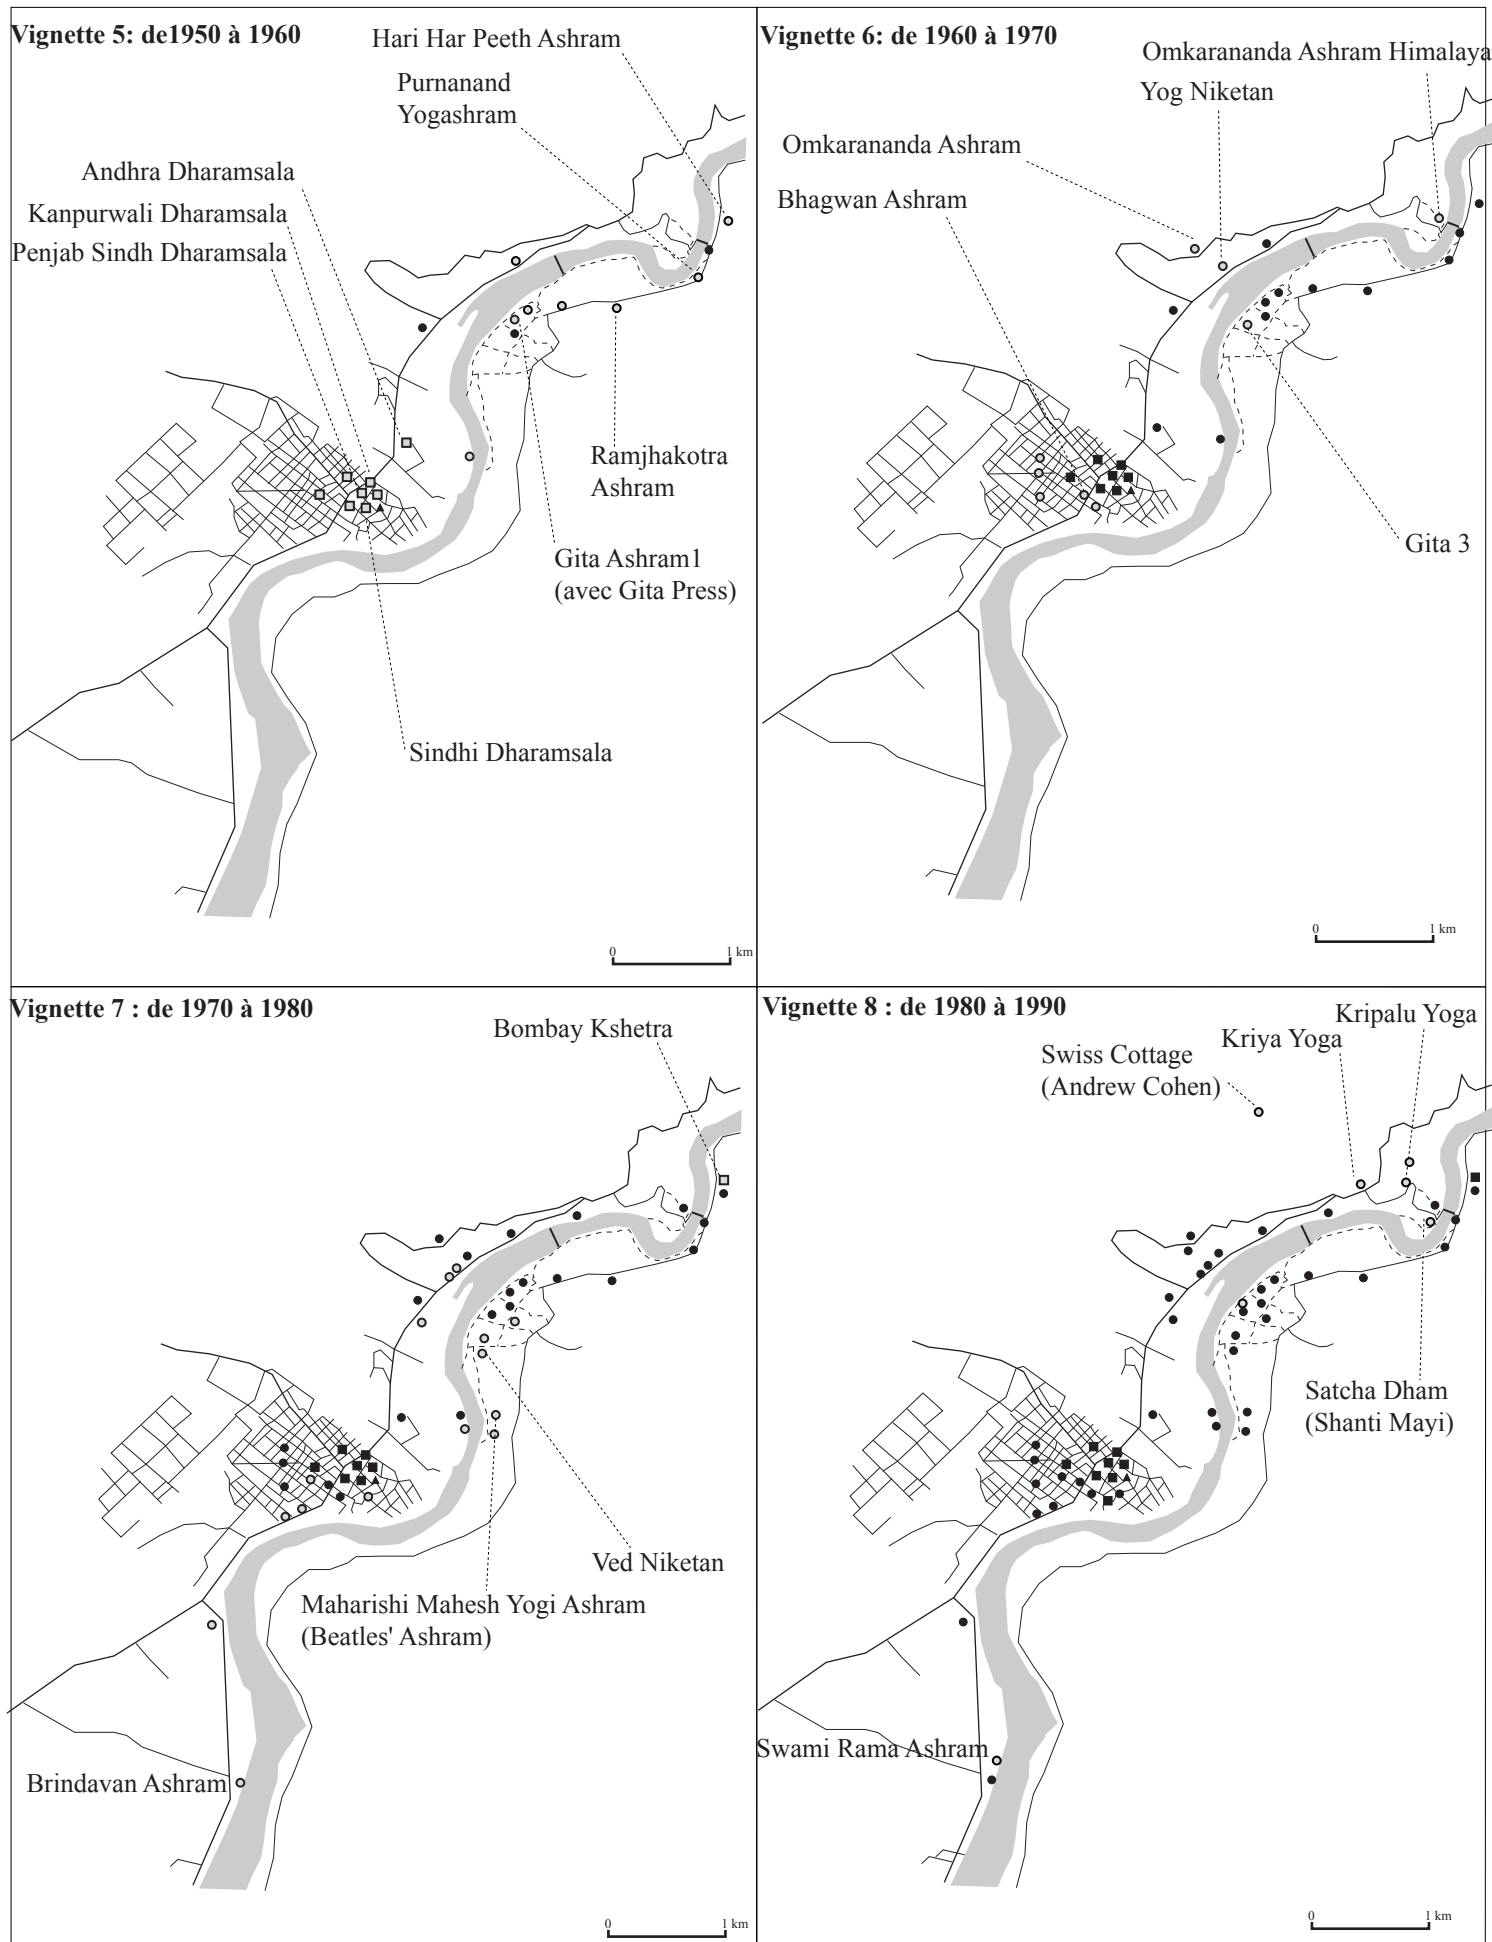 Vignette 5: de1950 à 1960
Hari Har Peeth Ashram
Purnanand
Yogashram
Andhra Dharamsala
Kanpurwali Dharamsala
Penjab Sindh Dharamsala
Ramjhakotra
Ashram
Gita Ashram1
(avec Gita Press)
Sindhi Dharamsala
0 1 km
Vignette 6: de 1960 à 1970
Omkarananda Ashram Himalaya
Yog Niketan
Omkarananda Ashram
Bhagwan Ashram
Gita 3
0 1 km
Vignette 7 : de 1970 à 1980
Bombay Kshetra
Ved Niketan
Maharishi Mahesh Yogi Ashram
(Beatles' Ashram)
Brindavan Ashram
0 1 km
Vignette 8 : de 1980 à 1990
Kripalu Yoga
Kriya Yoga
Swiss Cottage
(Andrew Cohen)
Satcha Dham
(Shanti Mayi)
Swami Rama Ashram
0 1 km